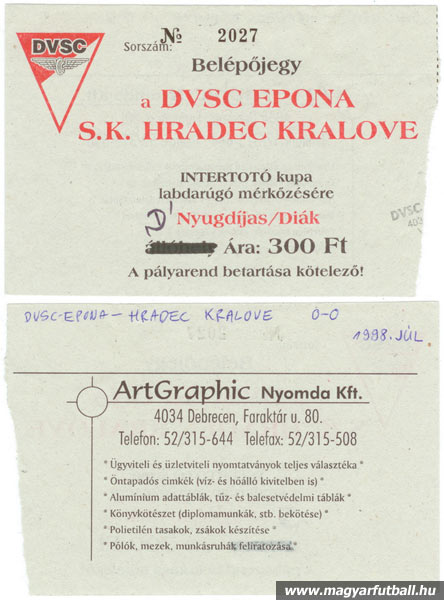 DVSC
Sorszám: № 2027
Belépőjegy
a DVSC EPONA
S.K. HRADEC KRALOVE
INTERTOTÓ kupa
labdarúgó mérkőzésére
D' Nyugdíjas/Diák
állóhely Ára: 300 Ft
A pályarend betartása kötelező!
DVSC
DVSC-EPONA – HRADEC KRALOVE 0-0
1998. JÚL
ArtGraphic Nyomda Kft.
4034 Debrecen, Faraktár u. 80.
Telefon: 52/315-644 Telefax: 52/315-508
* Ügyviteli és üzletviteli nyomtatványok teljes választéka *
* Öntapadós cimkék (víz- és hőálló kivitelben is) *
* Alumínium adattáblák, tűz- és balesetvédelmi táblák *
* Könyvkötészet (diplomamunkák, stb. bekötése) *
* Polietilén tasakok, zsákok készítése *
* Pólók, mezek, munkásruhák feliratozása *
www.magyarfutball.hu